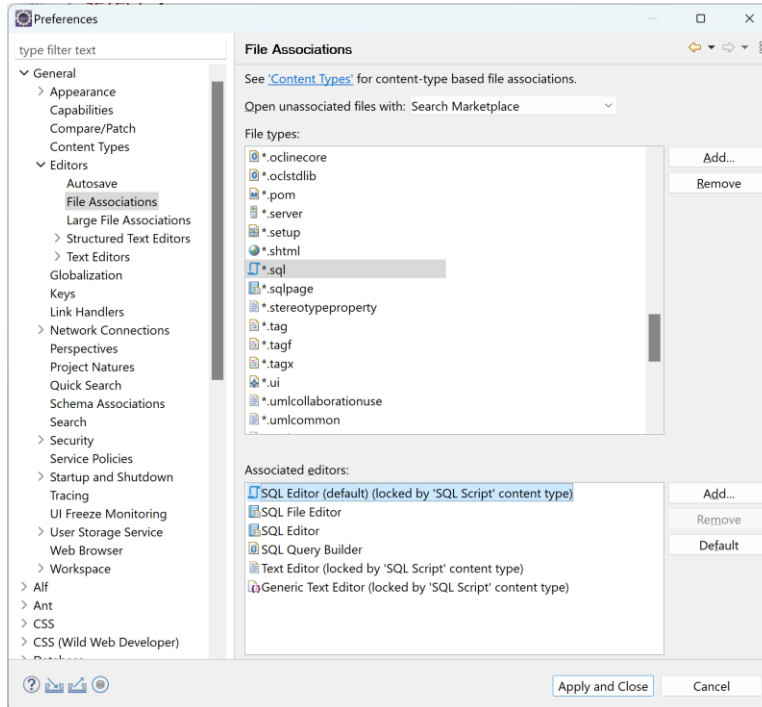 Preferences
type filter text
General
Appearance
Capabilities
Compare/Patch
Content Types
Editors
Autosave
File Associations
Large File Associations
Structured Text Editors
Text Editors
Globalization
Keys
Link Handlers
Network Connections
Perspectives
Project Natures
Quick Search
Schema Associations
Search
Security
Service Policies
Startup and Shutdown
Tracing
UI Freeze Monitoring
User Storage Service
Web Browser
Workspace
Alf
Ant
CSS
CSS (Wild Web Developer)
File Associations
See 'Content Types' for content-type based file associations.
Open unassociated files with: Search Marketplace
File types:
*.oclinecore
*.oclstdlib
*.pom
*.server
*.setup
*.shtml
*.sql
*.sqlpage
*.stereotypeproperty
*.tag
*.tagf
*.tagx
*.ui
*.umlcollaborationuse
*.umlcommon
Add...
Remove
Associated editors:
SQL Editor (default) (locked by 'SQL Script' content type)
SQL File Editor
SQL Editor
SQL Query Builder
Text Editor (locked by 'SQL Script' content type)
Generic Text Editor (locked by 'SQL Script' content type)
Add...
Remove
Default
Apply and Close
Cancel